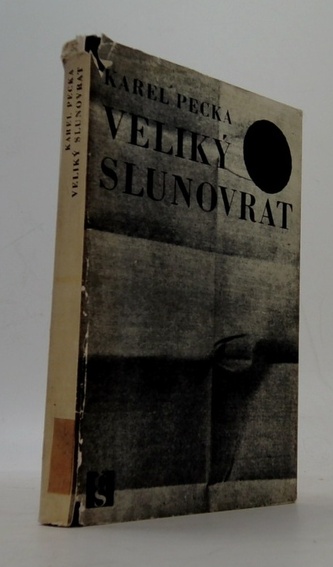 KAREL PECKA
VELIKÝ
SLUNOVRAT
KAREL PECKA
VELIKÝ SLUNOVRAT
S